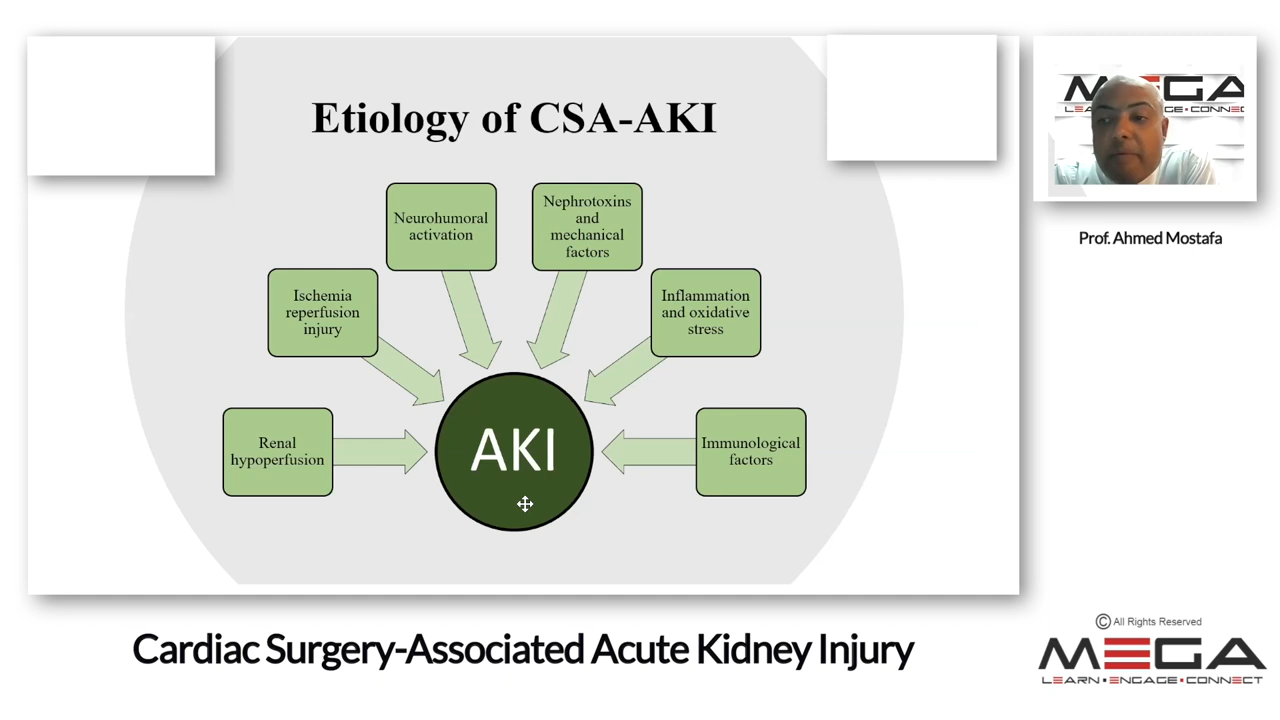 Etiology of CSA-AKI
Neurohumoral
activation
Nephrotoxins
and
mechanical
factors
Ischemia
reperfusion
injury
Inflammation
and oxidative
stress
Renal
hypoperfusion
AKI
Immunological
factors
MEGA
Prof. Ahmed Mostafa
Cardiac Surgery-Associated Acute Kidney Injury
© All Rights Reserved
MEGA
LEARN • ENGAGE • CONNECT